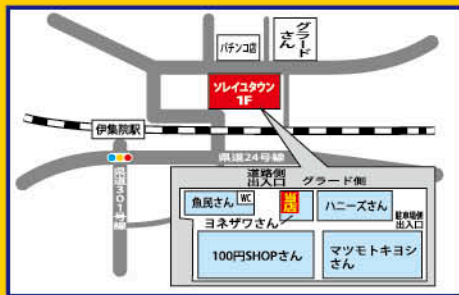 パチンコ店
グラード
さん
ソレイユタウン
1F
伊集院駅
県道24号線
県道301号線
道路側
出入口
グラード側
魚民さん
WC
当店
ハニーズさん
駐車場側
出入口
ヨネザワさん
100円SHOPさん
マツモトキヨシ
さん